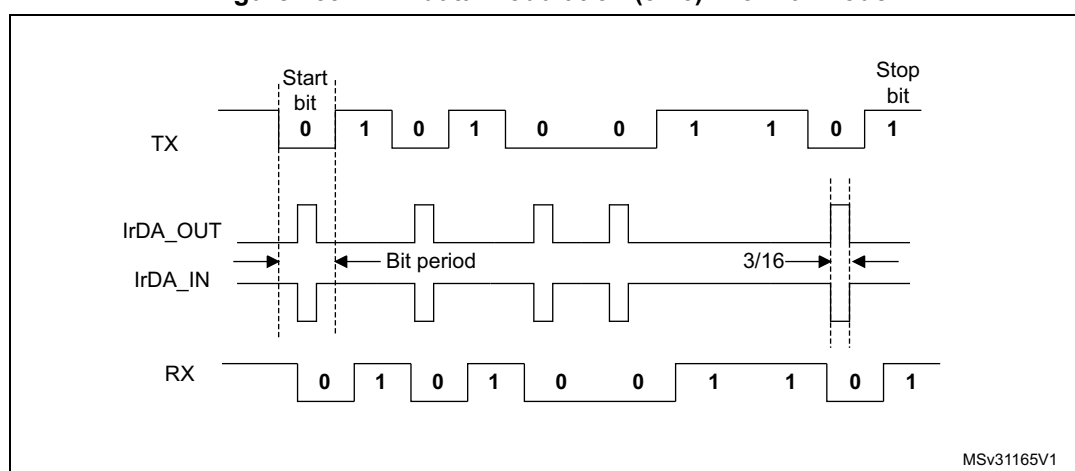 Start
bit
Stop
bit
TX
0 1 0 1 0 0 1 1 0 1
IrDA_OUT
Bit period
3/16
IrDA_IN
RX
0 1 0 1 0 0 1 1 0 1
MSv31165V1